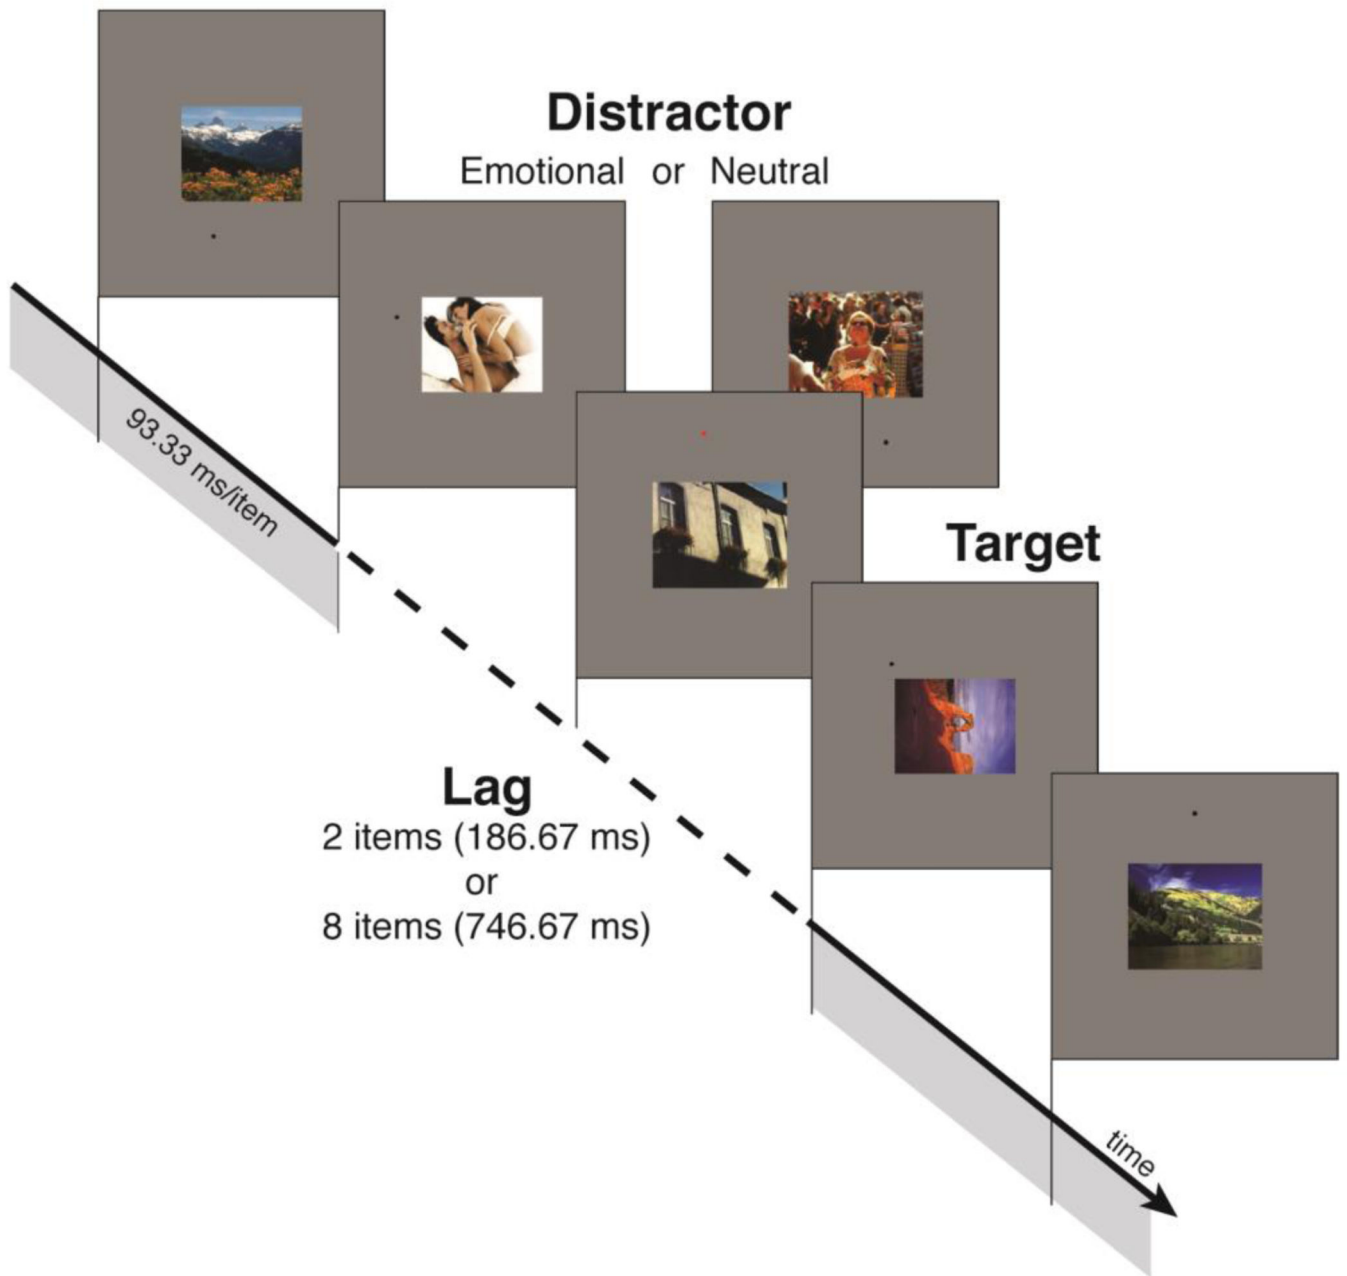 Distractor
Emotional or Neutral
93.33 ms/item
Target
Lag
2 items (186.67 ms)
or
8 items (746.67 ms)
time